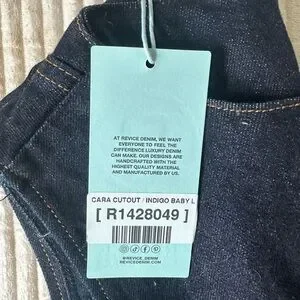 AT REVICE DENIM, WE WANT
EVERYONE TO FEEL THE
DIFFERENCE LUXURY DENIM
CAN MAKE. OUR DESIGNS ARE
HANDCRAFTED WITH THE
HIGHEST QUALITY MATERIAL
AND MANUFACTURED BY US.
CARA CUTOUT / INDIGO BABY L
[ R1428049 ]
@REVICE_DENIM
REVICEDENIM.COM